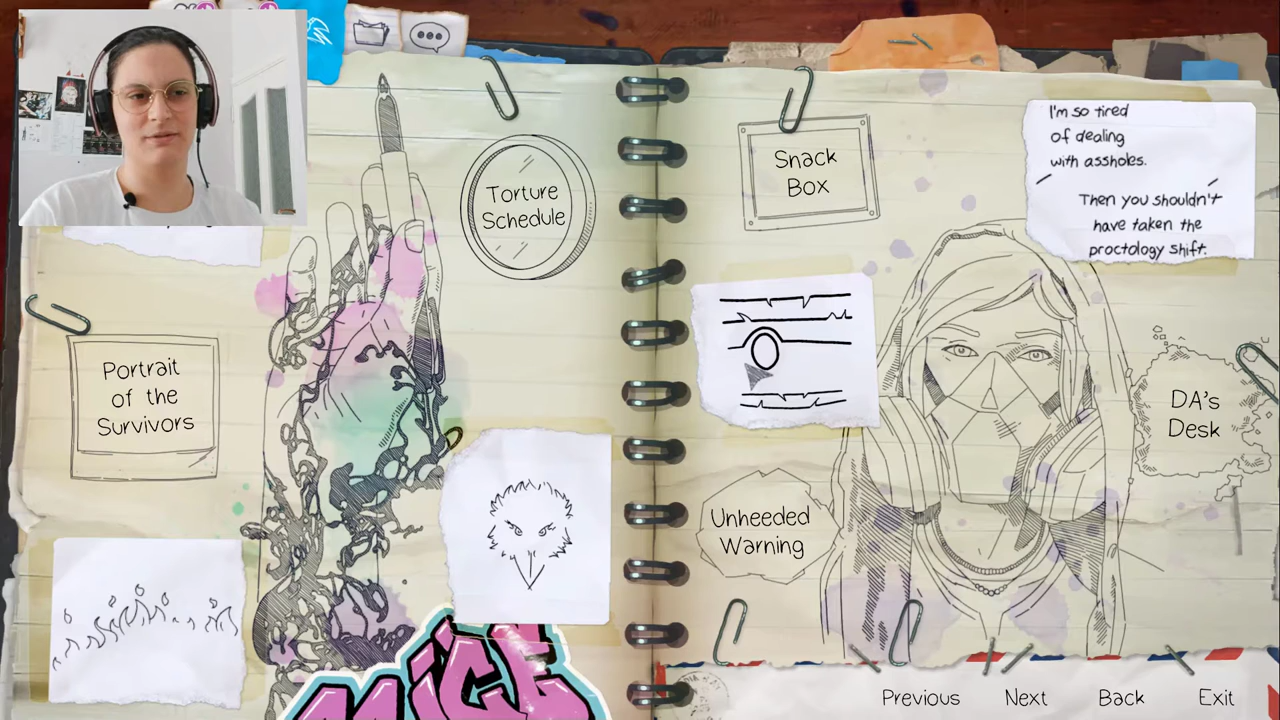 Torture
Schedule
Portrait
of the
Survivors
MICE
Snack
Box
I'm so tired
of dealing
with assholes.
Then you shouldn't
have taken the
proctology shift.
DA's
Desk
Unheeded
Warning
Previous
Next
Back
Exit